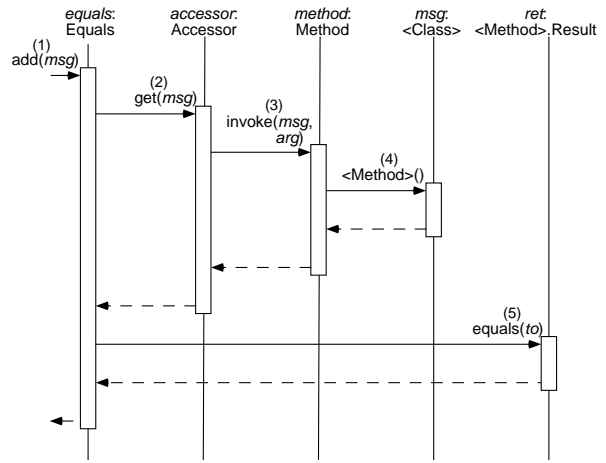 equals:
Equals
accessor:
Accessor
method:
Method
msg:
<Class>
ret:
<Method>.Result
(1)
add(msg)
(2)
get(msg)
(3)
invoke(msg,
arg)
(4)
<Method>()
(5)
equals(to)